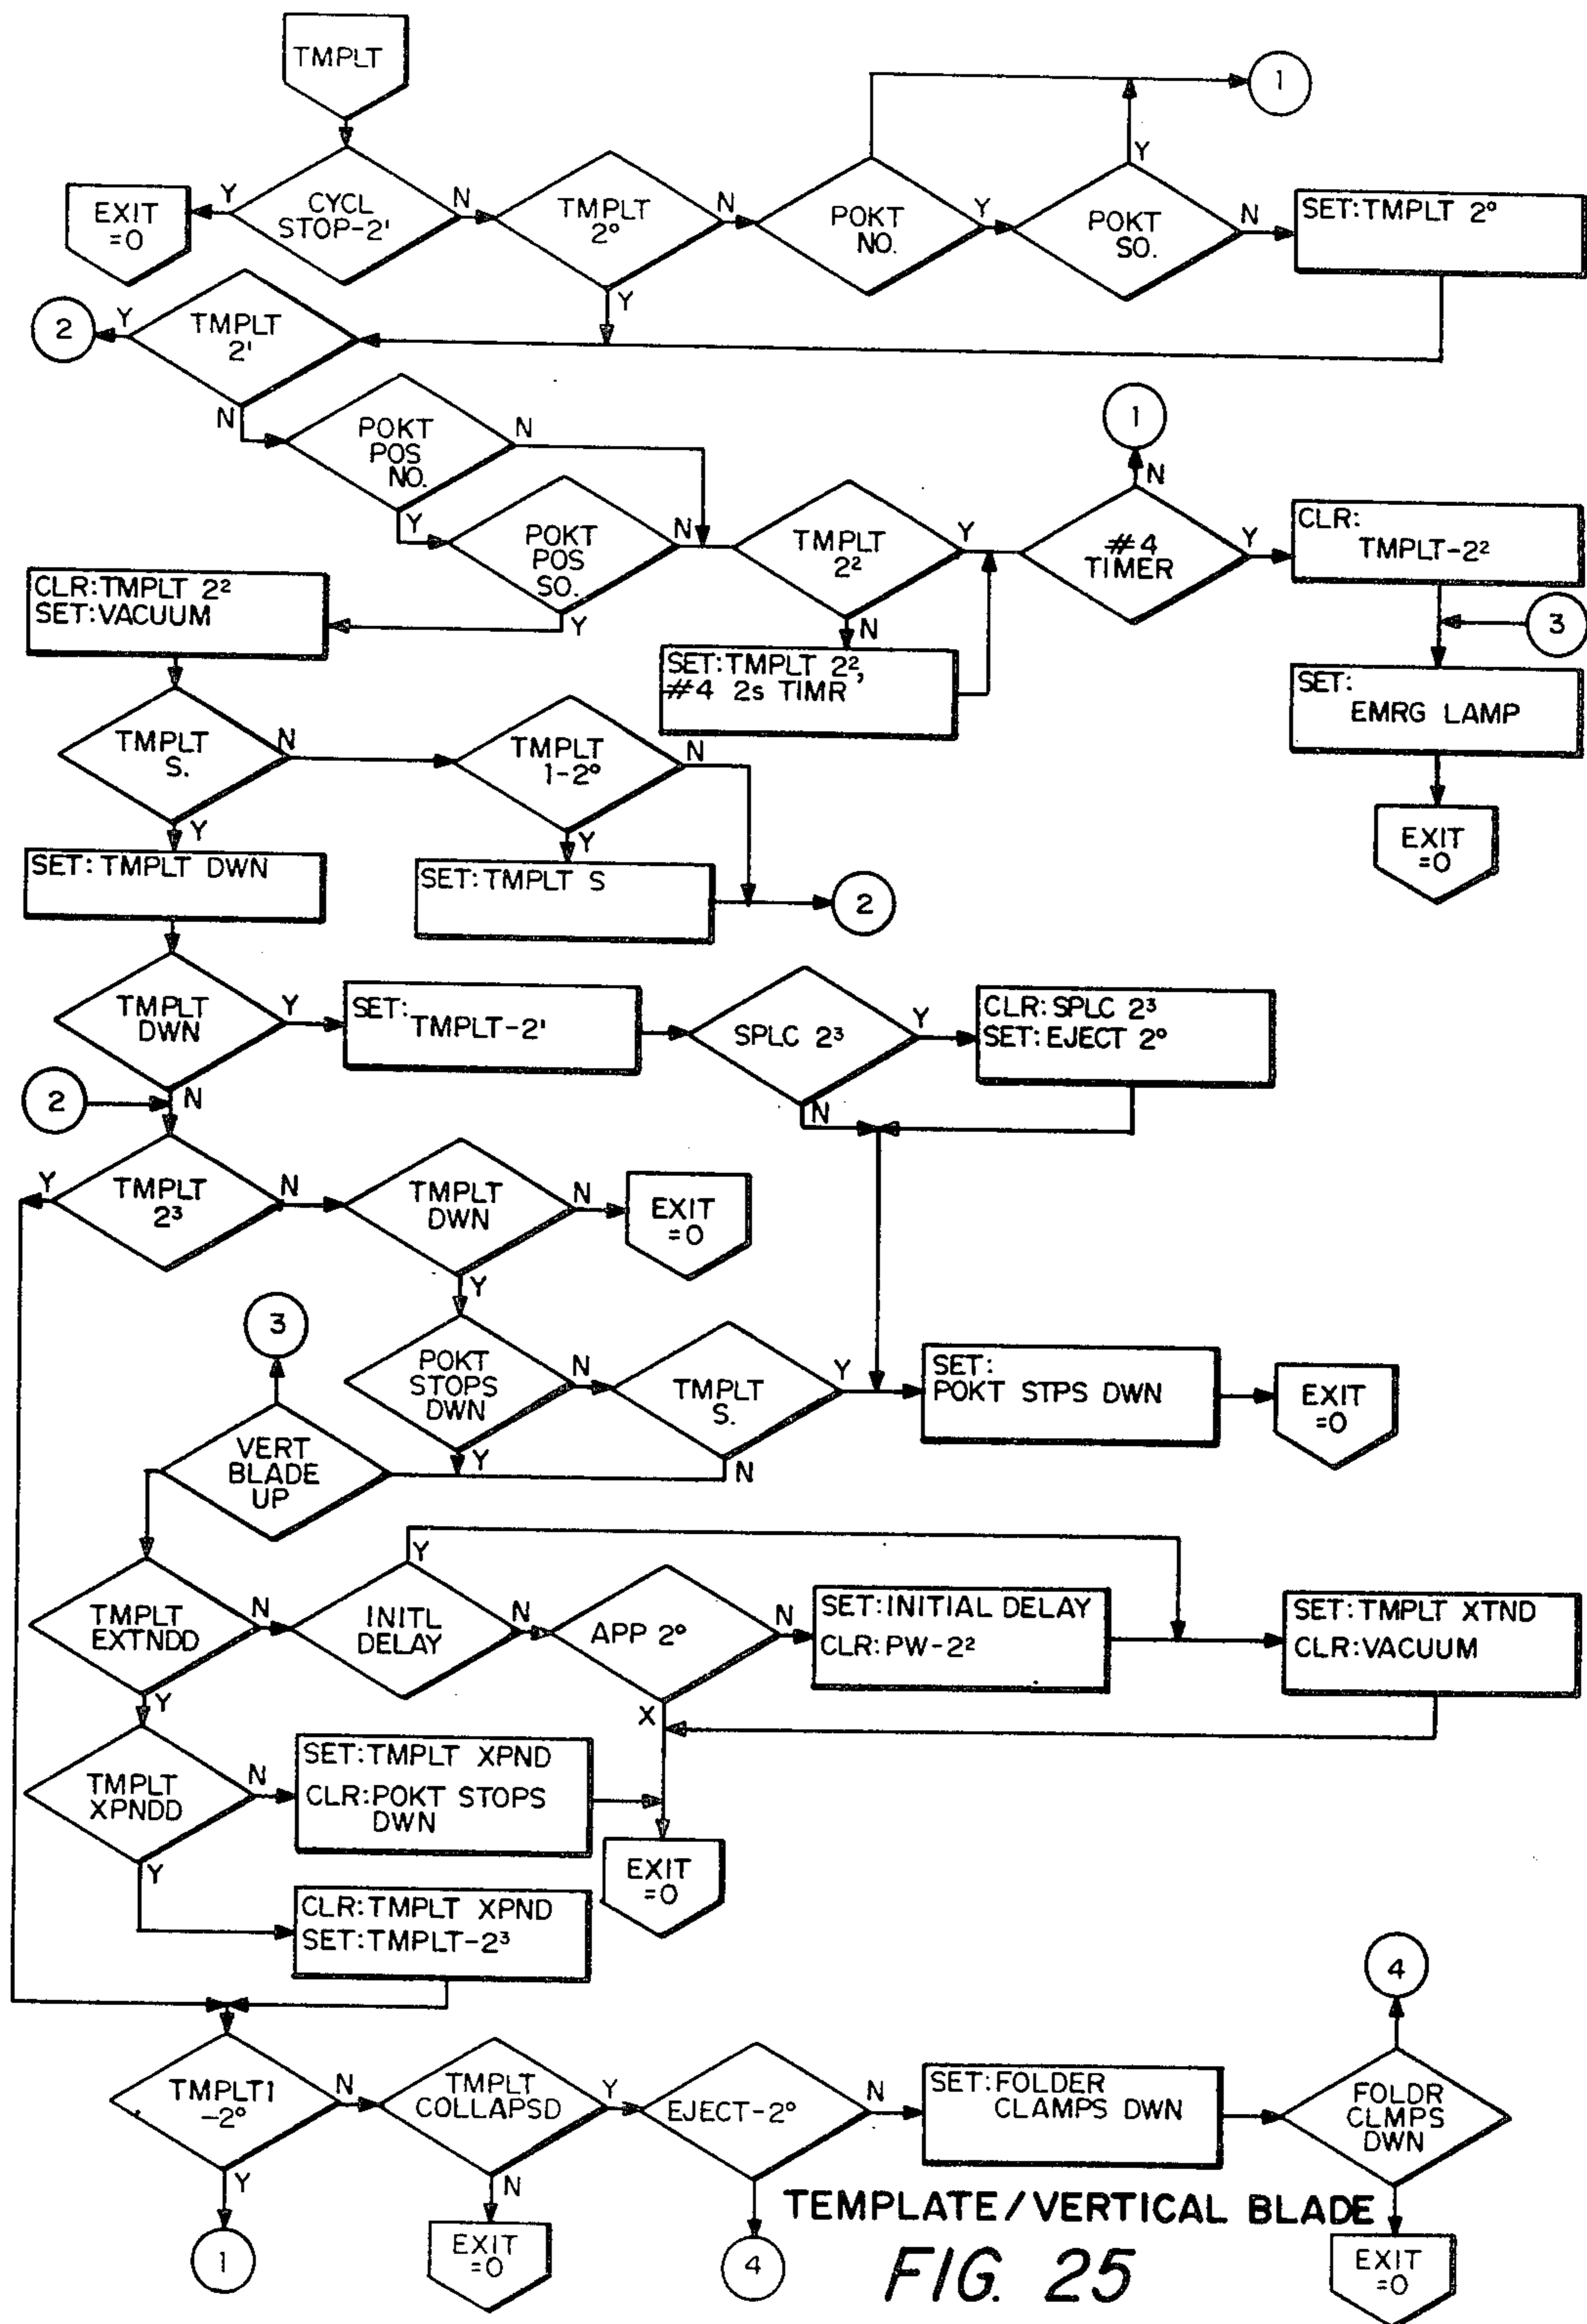 TMPLT
1
Y
CYCL
STOP-2'
N
TMPLT
2°
N
POKT
NO.
Y
POKT
SO.
Y
N
SET:TMPLT 2°
EXIT
=0
Y
2
Y
TMPLT
2'
N
POKT
POS
NO.
N
Y
POKT
POS
SO.
N
Y
TMPLT
2²
Y
N
1
N
#4
TIMER
Y
CLR:
TMPLT-2²
3
CLR:TMPLT 2²
SET:VACUUM
SET:TMPLT 2²,
#4 2s TIMR
SET:
EMRG LAMP
EXIT
=0
TMPLT
S.
N
Y
TMPLT
1-2°
N
Y
SET: TMPLT DWN
SET:TMPLT S
2
TMPLT
DWN
Y
N
SET:
TMPLT-2'
SPLC 2³
Y
N
CLR: SPLC 2³
SET:EJECT 2°
2
Y
TMPLT
2³
N
TMPLT
DWN
N
Y
EXIT
=0
3
POKT
STOPS
DWN
N
Y
TMPLT
S.
Y
N
SET:
POKT STPS DWN
EXIT
=0
VERT
BLADE
UP
TMPLT
EXTNDD
N
Y
INITL
DELAY
Y
N
APP 2°
N
X
SET:INITIAL DELAY
CLR:PW-2²
SET:TMPLT XTND
CLR:VACUUM
TMPLT
XPNDD
N
Y
SET:TMPLT XPND
CLR:POKT STOPS
DWN
EXIT
=0
CLR:TMPLT XPND
SET:TMPLT-2³
4
TMPLT1
-2°
N
Y
TMPLT
COLLAPSD
Y
N
EJECT-2°
N
SET:FOLDER
CLAMPS DWN
FOLDR
CLMPS
DWN
1
EXIT
=0
4
EXIT
=0
TEMPLATE/VERTICAL BLADE
FIG. 25